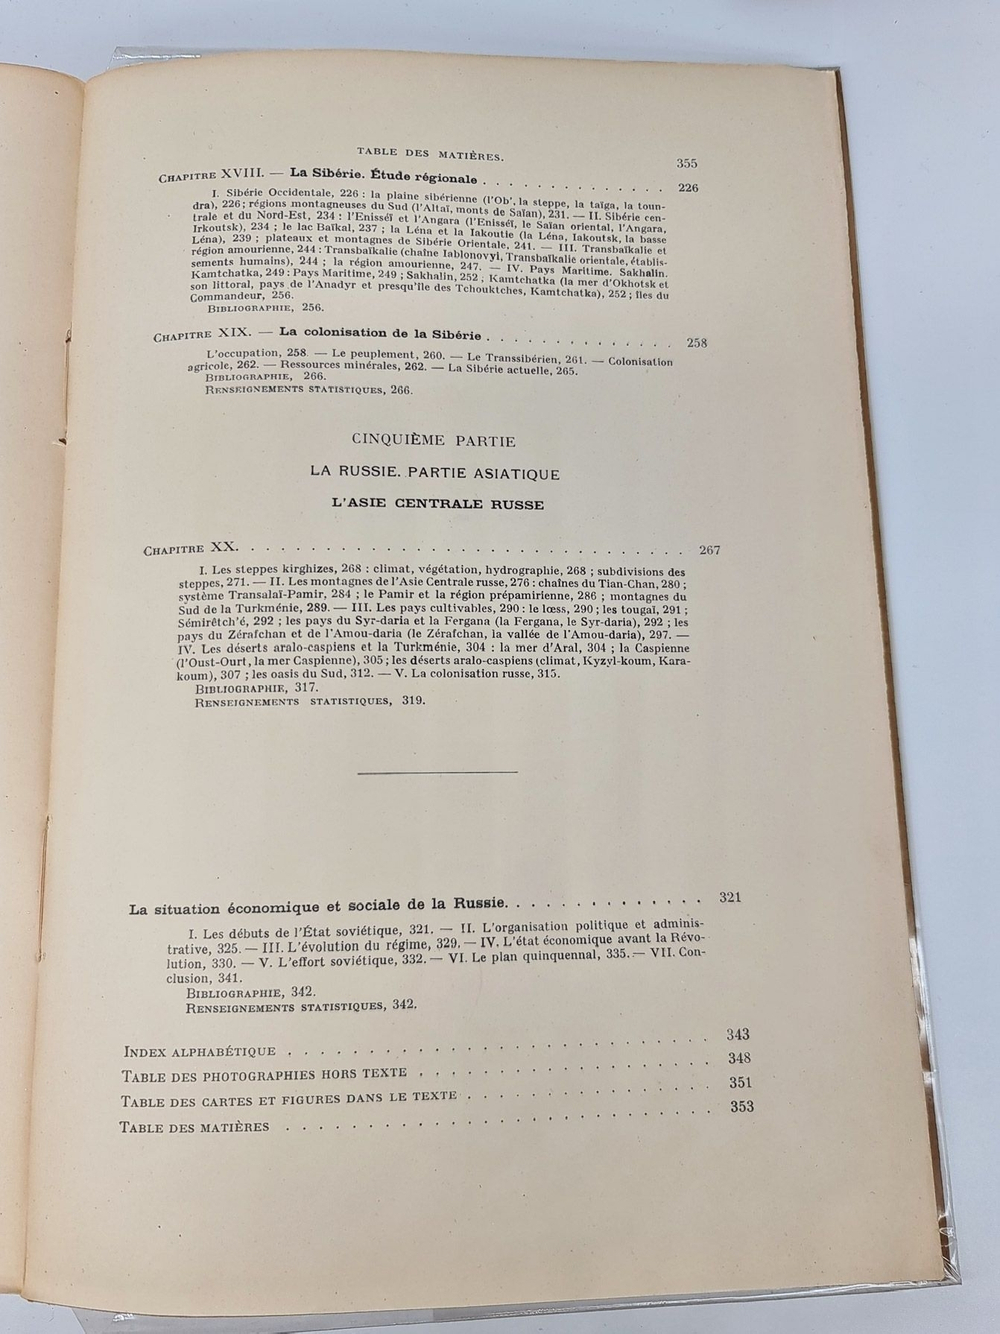 TABLE DES MATIÈRES. 355
CHAPITRE XVIII. — La Sibérie. Étude régionale . . . . . . . . . . . . . 226
I. Sibérie Occidentale, 226 : la plaine sibérienne (l'Ob', la steppe, la taïga, la toun-
dra), 226; régions montagneuses du Sud (l'Altaï, monts de Saïan), 231. — II. Sibérie cen-
trale et du Nord-Est, 234 : l'Enisséï et l'Angara (l'Enisséï, le Saïan oriental, l'Angara,
Irkoutsk), 234 ; le lac Baïkal, 237 ; la Léna et la Iakoutie (la Léna, Iakoutsk, la basse
Léna), 239 ; plateaux et montagnes de Sibérie Orientale, 241. — III. Transbaïkalie et
région amourienne, 244 : Transbaïkalie (chaîne Iablonovyï, Transbaïkalie orientale, établis-
sements humains), 244 ; la région amourienne, 247. — IV. Pays Maritime. Sakhalin.
Kamtchatka, 249 : Pays Maritime, 249 ; Sakhalin, 252 ; Kamtchatka (la mer d'Okhotsk et
son littoral, pays de l'Anadyr et presqu'île des Tchouktches, Kamtchatka), 252 ; îles du
Commandeur, 256.
BIBLIOGRAPHIE, 256.
CHAPITRE XIX. — La colonisation de la Sibérie . . . . . . . . . . . . . 258
L'occupation, 258. — Le peuplement, 260. — Le Transsibérien, 261. — Colonisation
agricole, 262. — Ressources minérales, 262. — La Sibérie actuelle, 265.
BIBLIOGRAPHIE, 266.
RENSEIGNEMENTS STATISTIQUES, 266.
CINQUIÈME PARTIE
LA RUSSIE. PARTIE ASIATIQUE
L'ASIE CENTRALE RUSSE
CHAPITRE XX. . . . . . . . . . . . . . . . . . . . . . . . . . . . . . 267
I. Les steppes kirghizes, 268 : climat, végétation, hydrographie, 268 ; subdivisions des
steppes, 271. — II. Les montagnes de l'Asie Centrale russe, 276 : chaînes du Tian-Chan, 280 ;
système Transalaï-Pamir, 284 ; le Pamir et la région prépamirienne, 286 ; montagnes du
Sud de la Turkménie, 289. — III. Les pays cultivables, 290 : le lœss, 290 ; les tougaï, 291 ;
Sémirêtch'é, 292 ; les pays du Syr-daria et la Fergana (la Fergana, le Syr-daria), 292 ; les
pays du Zérafchan et de l'Amou-daria (le Zérafchan, la vallée de l'Amou-daria), 297. —
IV. Les déserts aralo-caspiens et la Turkménie, 304 : la mer d'Aral, 304 ; la Caspienne
(l'Oust-Ourt, la mer Caspienne), 305 ; les déserts aralo-caspiens (climat, Kyzyl-koum, Kara-
koum), 307 ; les oasis du Sud, 312. — V. La colonisation russe, 315.
BIBLIOGRAPHIE, 317.
RENSEIGNEMENTS STATISTIQUES, 319.
La situation économique et sociale de la Russie. . . . . . . . . . . . . . 321
I. Les débuts de l'État soviétique, 321. — II. L'organisation politique et adminis-
trative, 325. — III. L'évolution du régime, 329. — IV. L'état économique avant la Révo-
lution, 330. — V. L'effort soviétique, 332. — VI. Le plan quinquennal, 335. — VII. Con-
clusion, 341.
BIBLIOGRAPHIE, 342.
RENSEIGNEMENTS STATISTIQUES, 342.
INDEX ALPHABÉTIQUE . . . . . . . . . . . . . . . . . . . . 343
TABLE DES PHOTOGRAPHIES HORS TEXTE . . . . . . . . . . . . . 348
TABLE DES CARTES ET FIGURES DANS LE TEXTE . . . . . . . . . . . 351
TABLE DES MATIÈRES . . . . . . . . . . . . . . . . . . . . 353